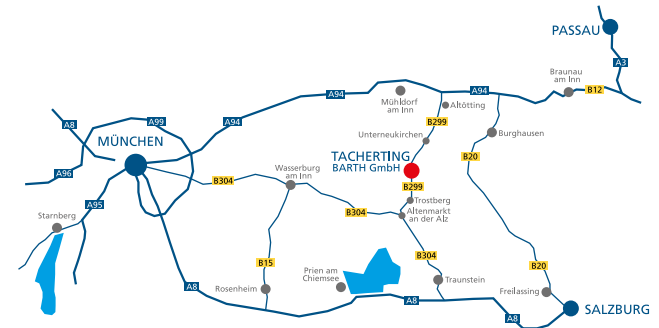 PASSAU
A3
Braunau
am Inn
B12
A94
A94
Mühldorf
am Inn
Altötting
A8
A99
A94
B299
Burghausen
MÜNCHEN
Unterneukirchen
TACHERTING
BARTH GmbH
B20
A96
Wasserburg
am Inn
B304
B299
Trostberg
A95
B304
Altenmarkt
an der Alz
Starnberg
B304
B15
Prien am
Chiemsee
Traunstein
B20
A8
Rosenheim
Freilassing
A8
SALZBURG
A8